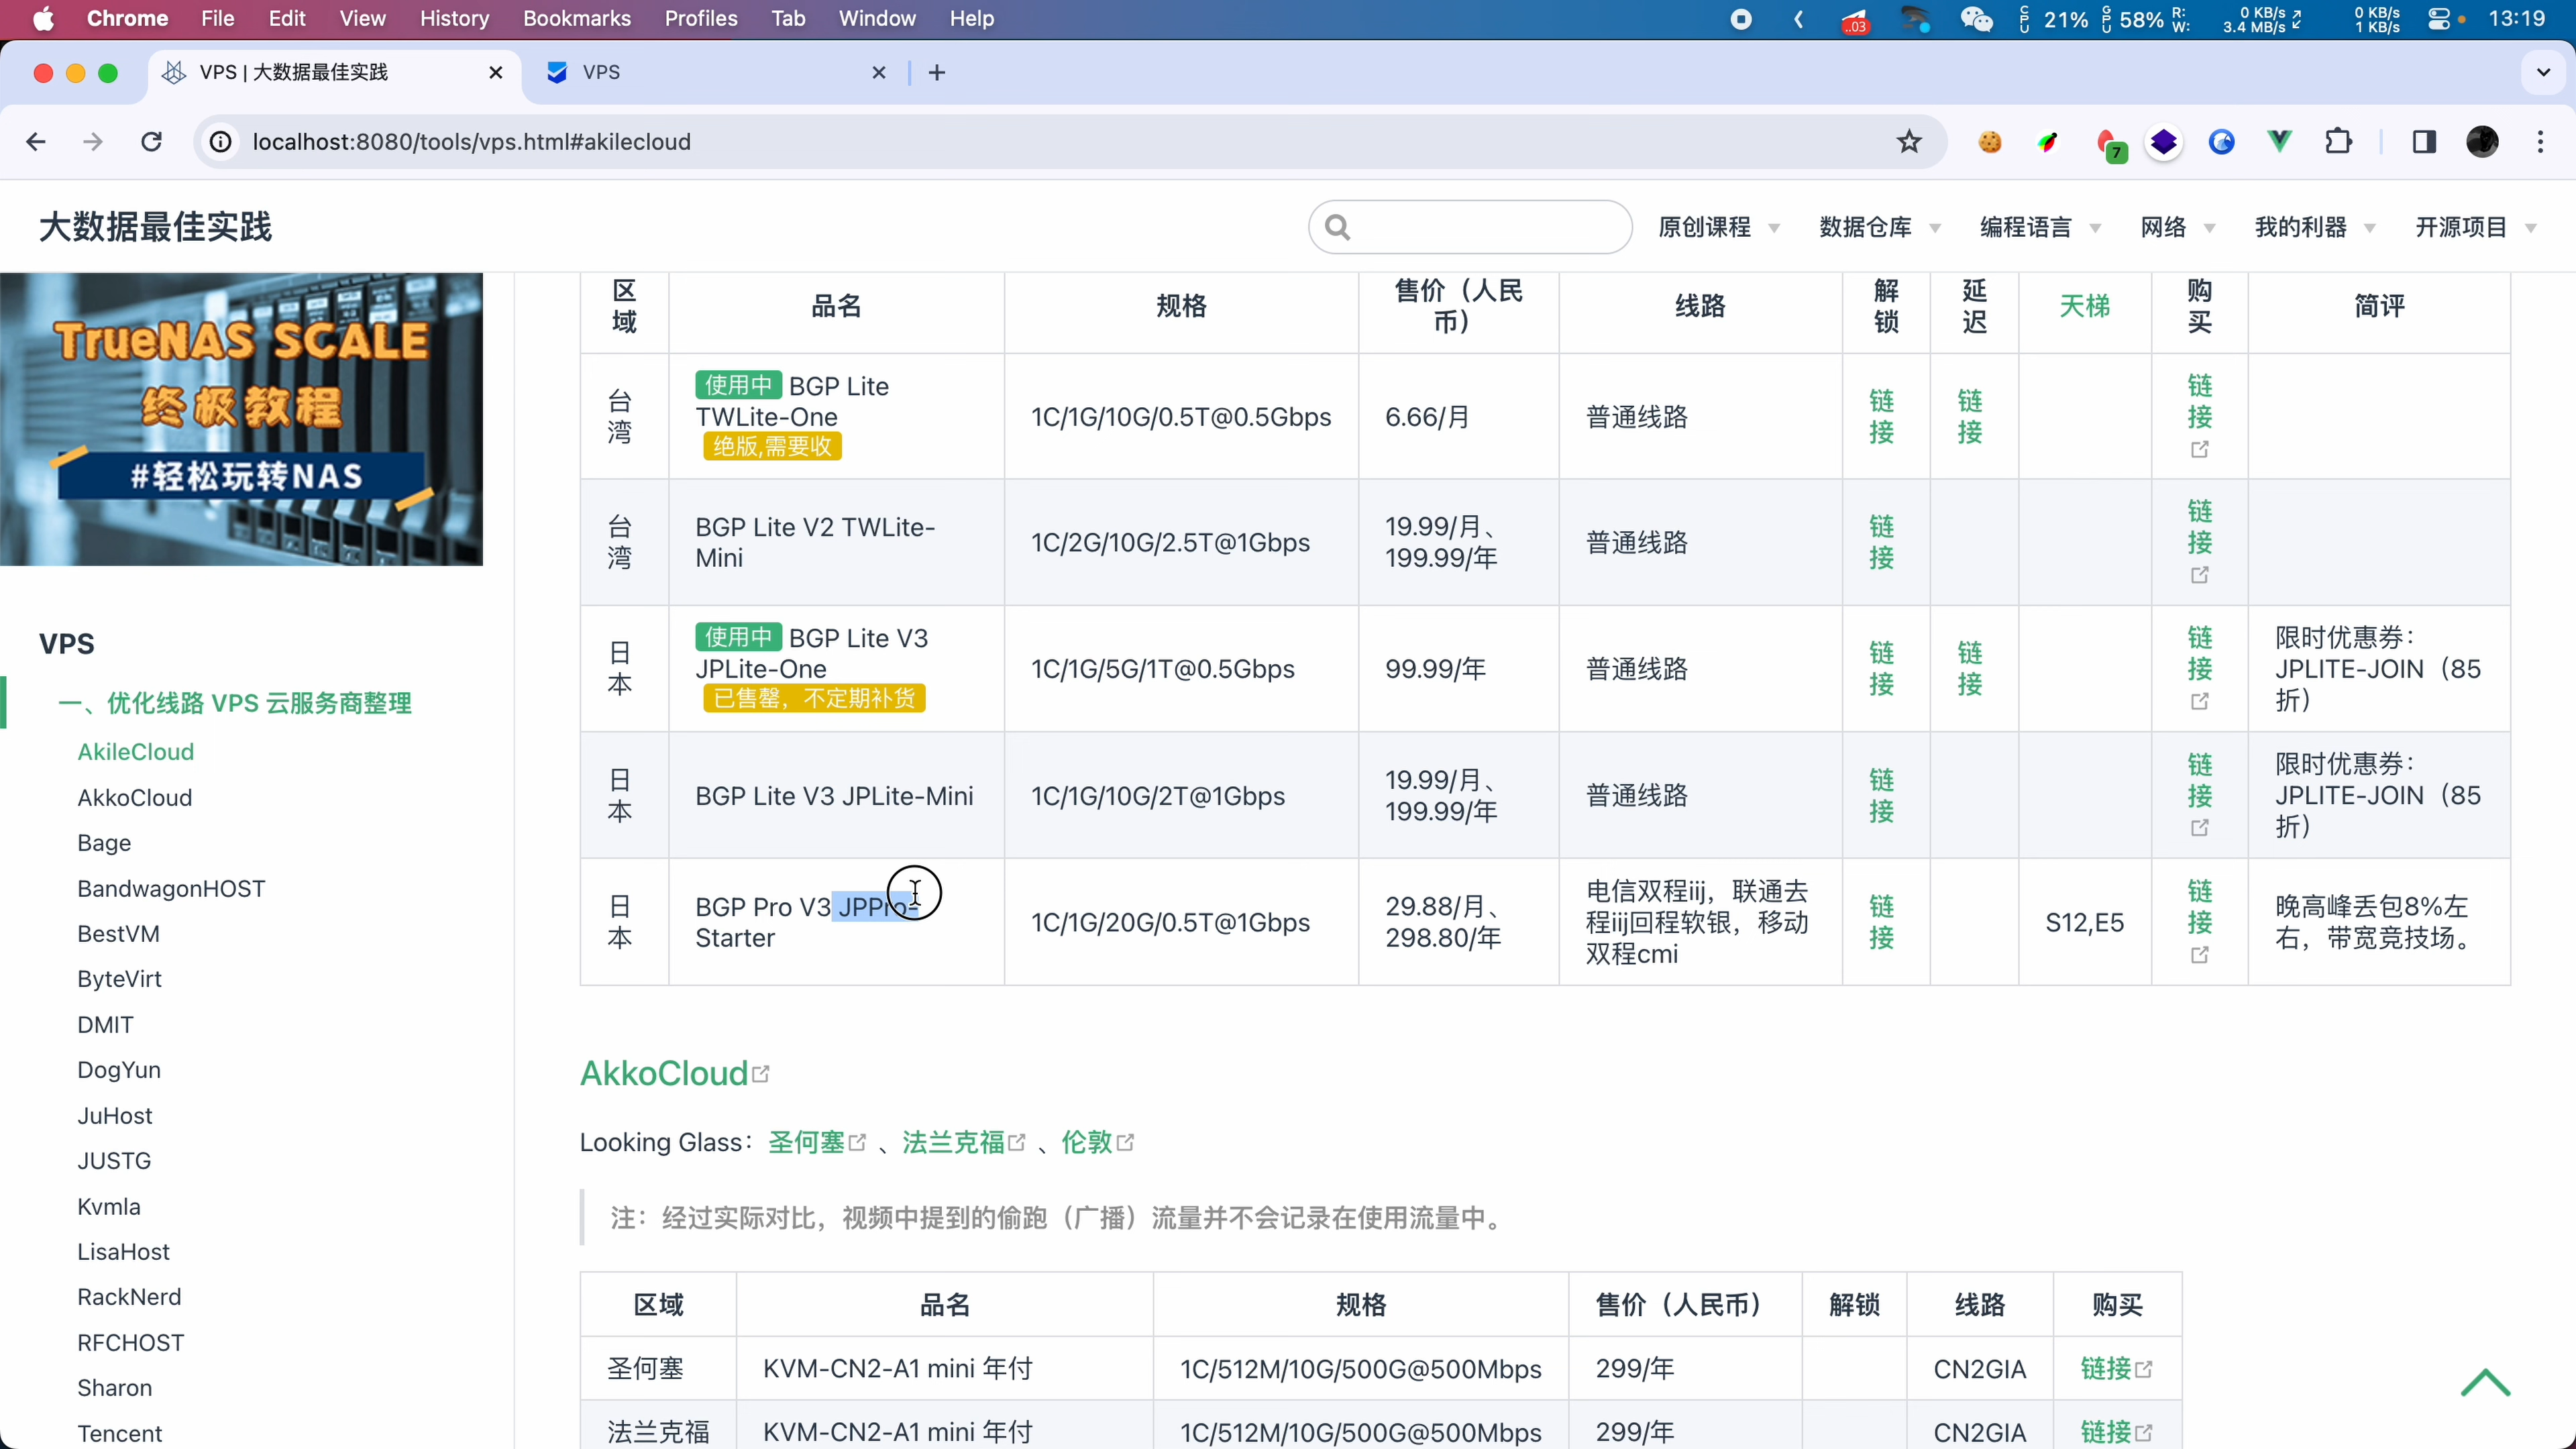 Chrome File Edit View History Bookmarks Profiles Tab Window Help
..03
CPU 21% GPU 58% R: W: 0 KB/s 3.4 MB/s 0 KB/s 1 KB/s 13:19
VPS | 大数据最佳实践
VPS
localhost:8080/tools/vps.html#akilecloud
7
大数据最佳实践
原创课程 数据仓库 编程语言 网络 我的利器 开源项目
TrueNAS SCALE
终极教程
#轻松玩转NAS
VPS
一、优化线路 VPS 云服务商整理
AkileCloud
AkkoCloud
Bage
BandwagonHOST
BestVM
ByteVirt
DMIT
DogYun
JuHost
JUSTG
Kvmla
LisaHost
RackNerd
RFCHOST
Sharon
Tencent
区域 品名 规格 售价（人民币） 线路 解锁 延迟 天梯 购买 简评
台湾 使用中 BGP Lite TWLite-One 绝版,需要收 1C/1G/10G/0.5T@0.5Gbps 6.66/月 普通线路 链接 链接 链接
台湾 BGP Lite V2 TWLite-Mini 1C/2G/10G/2.5T@1Gbps 19.99/月、199.99/年 普通线路 链接 链接
日本 使用中 BGP Lite V3 JPLite-One 已售罄，不定期补货 1C/1G/5G/1T@0.5Gbps 99.99/年 普通线路 链接 链接 链接 限时优惠券：JPLITE-JOIN（85折）
日本 BGP Lite V3 JPLite-Mini 1C/1G/10G/2T@1Gbps 19.99/月、199.99/年 普通线路 链接 链接 限时优惠券：JPLITE-JOIN（85折）
日本 BGP Pro V3 JPPro-Starter 1C/1G/20G/0.5T@1Gbps 29.88/月、298.80/年 电信双程iij，联通去程iij回程软银，移动双程cmi 链接 S12,E5 链接 晚高峰丢包8%左右，带宽竞技场。
AkkoCloud
Looking Glass：圣何塞 、法兰克福 、伦敦
注：经过实际对比，视频中提到的偷跑（广播）流量并不会记录在使用流量中。
区域 品名 规格 售价（人民币） 解锁 线路 购买
圣何塞 KVM-CN2-A1 mini 年付 1C/512M/10G/500G@500Mbps 299/年 CN2GIA 链接
法兰克福 KVM-CN2-A1 mini 年付 1C/512M/10G/500G@500Mbps 299/年 CN2GIA 链接